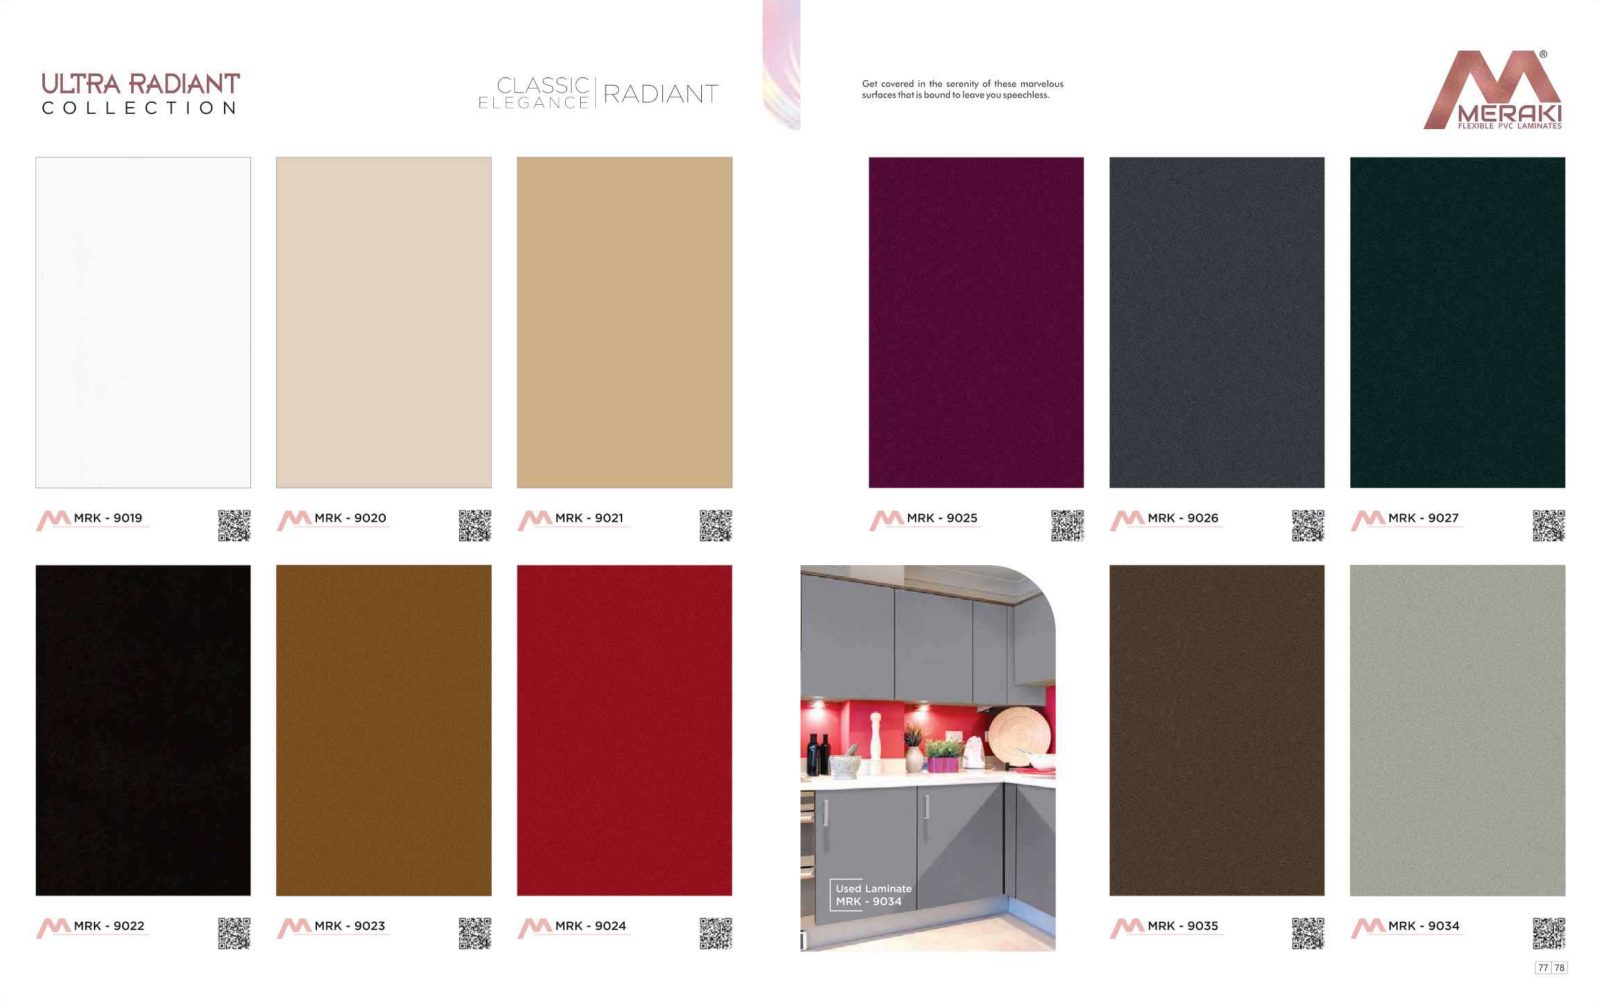 ULTRA RADIANT
COLLECTION
CLASSIC
ELEGANCE
RADIANT
Get covered in the serenity of these marvelous
surfaces that is bound to leave you speechless.
®
MERAKI
FLEXIBLE PVC LAMINATES
MRK - 9019
MRK - 9020
MRK - 9021
MRK - 9025
MRK - 9026
MRK - 9027
MRK - 9022
MRK - 9023
MRK - 9024
Used Laminate
MRK - 9034
MRK - 9035
MRK - 9034
77 78